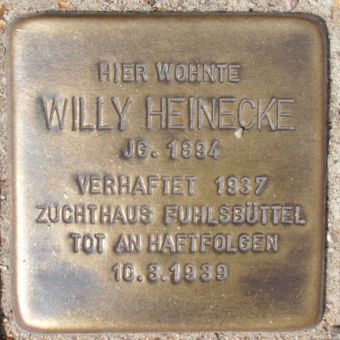 HIER WOHNTE
WILLY HEINECKE
JG. 1894
VERHAFTET 1937
ZUCHTHAUS FUHLSBÜTTEL
TOT AN HAFTFOLGEN
10.3.1939